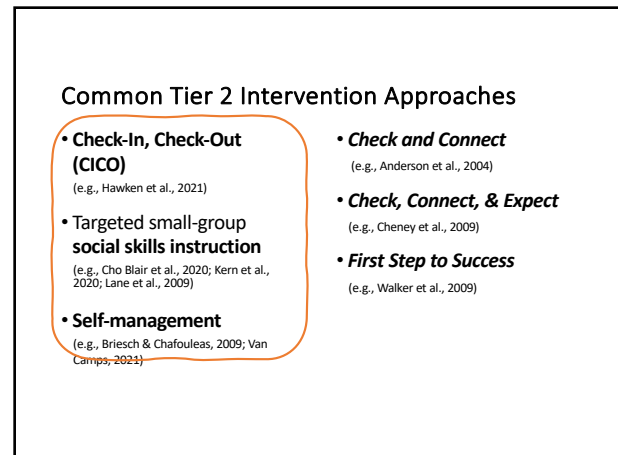 Common Tier 2 Intervention Approaches
• Check-In, Check-Out
(CICO)
(e.g., Hawken et al., 2021)
• Targeted small-group
social skills instruction
(e.g., Cho Blair et al., 2020; Kern et al.,
2020; Lane et al., 2009)
• Self-management
(e.g., Briesch & Chafouleas, 2009; Van
Camps, 2021)
• Check and Connect
(e.g., Anderson et al., 2004)
• Check, Connect, & Expect
(e.g., Cheney et al., 2009)
• First Step to Success
(e.g., Walker et al., 2009)